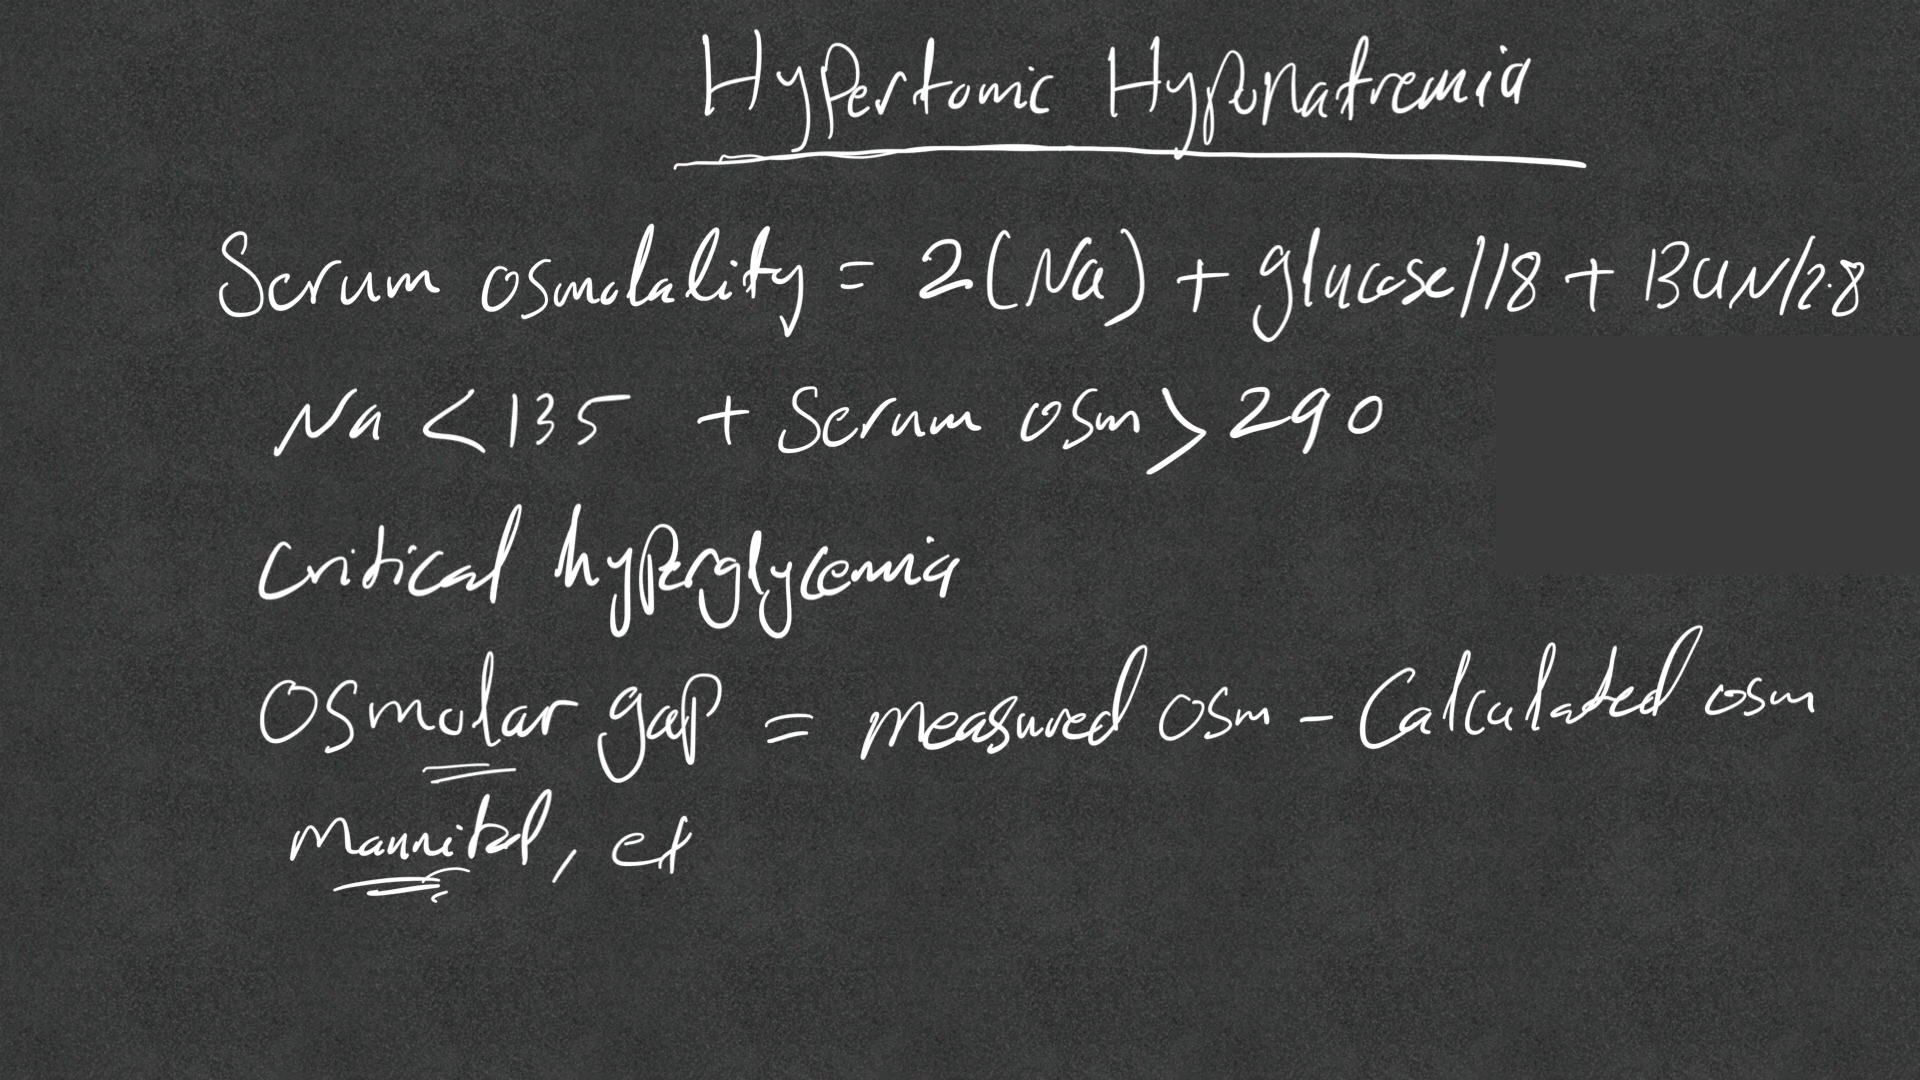 Hypertonic Hyponatremia
Serum osmolality = 2(Na) + glucose/18 + BUN/2.8
Na < 135 + Serum osm > 290
Critical hyperglycemia
Osmolar gap = measured osm - Calculated osm
Mannitol, et